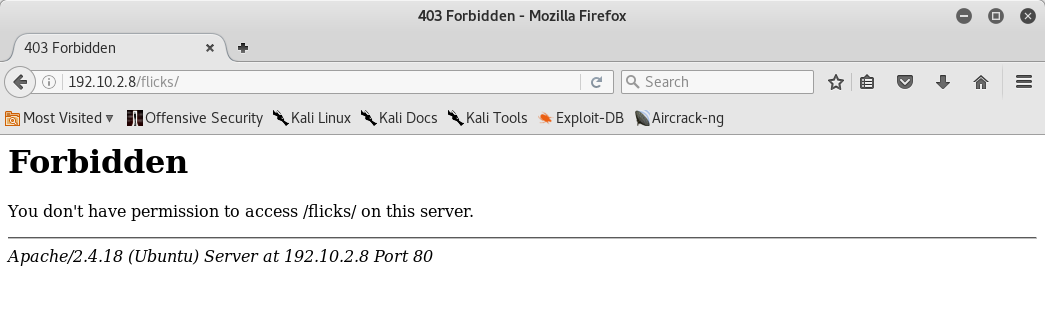 403 Forbidden - Mozilla Firefox
403 Forbidden
192.10.2.8/flicks/ Search
Most Visited Offensive Security Kali Linux Kali Docs Kali Tools Exploit-DB Aircrack-ng
Forbidden
You don't have permission to access /flicks/ on this server.
Apache/2.4.18 (Ubuntu) Server at 192.10.2.8 Port 80